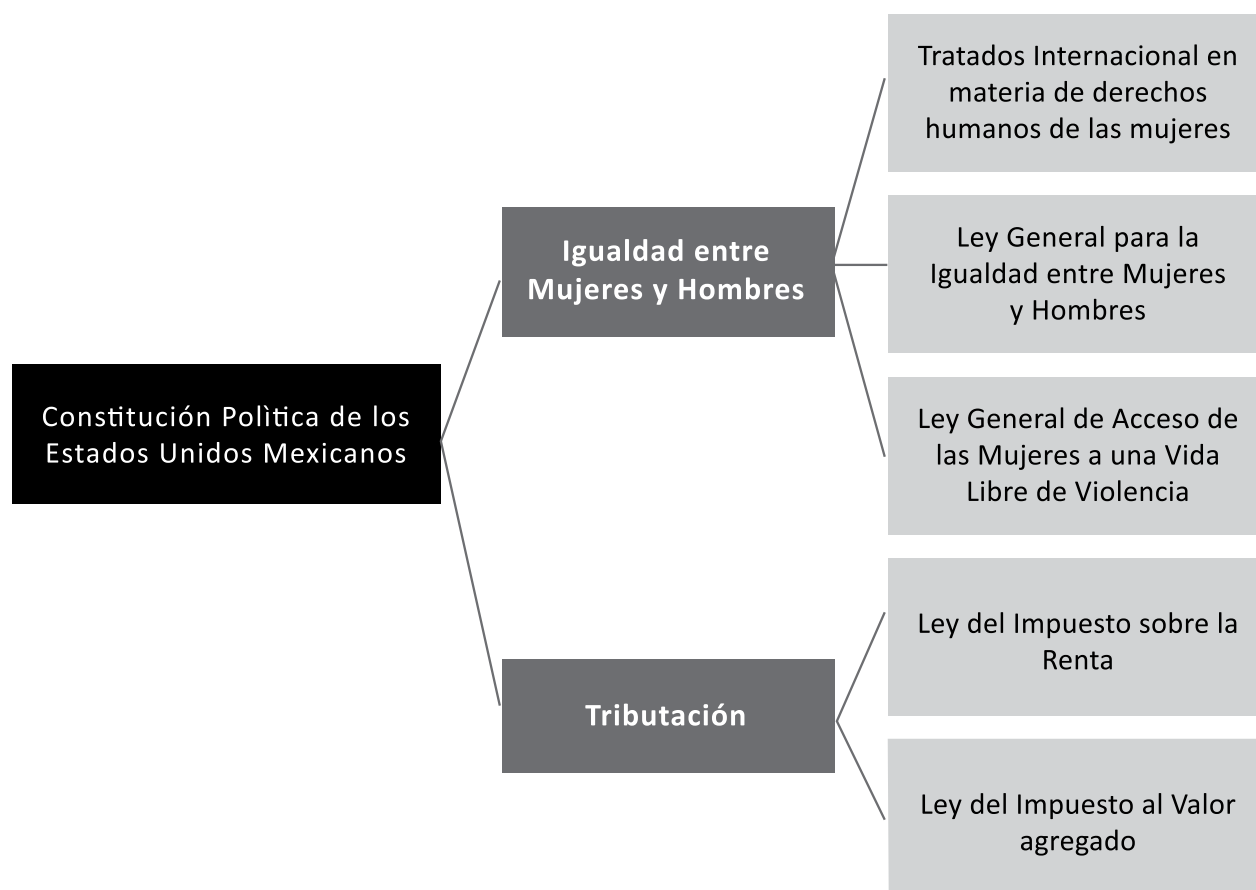 Constitución Polìtica de los
Estados Unidos Mexicanos
Igualdad entre
Mujeres y Hombres
Tratados Internacional en
materia de derechos
humanos de las mujeres
Ley General para la
Igualdad entre Mujeres
y Hombres
Ley General de Acceso de
las Mujeres a una Vida
Libre de Violencia
Tributación
Ley del Impuesto sobre la
Renta
Ley del Impuesto al Valor
agregado